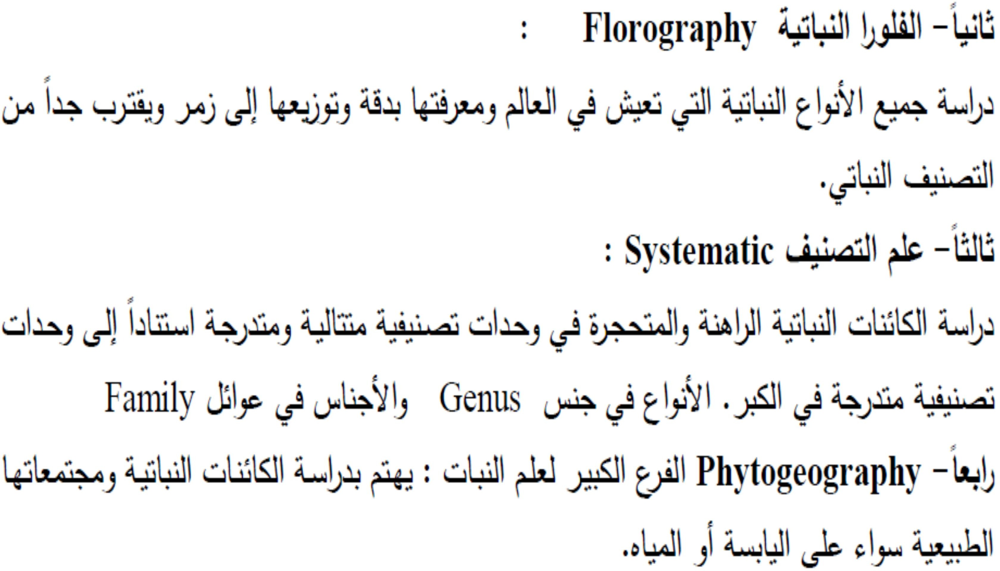 ثانياً- الفلورا النباتية Florography :
دراسة جميع الأنواع النباتية التي تعيش في العالم ومعرفتها بدقة وتوزيعها إلى زمر ويقترب جداً من
التصنيف النباتي.
ثالثاً- علم التصنيف Systematic :
دراسة الكائنات النباتية الراهنة والمتحجرة في وحدات تصنيفية متتالية ومتدرجة استناداً إلى وحدات
تصنيفية متدرجة في الكبر. الأنواع في جنس Genus والأجناس في عوائل Family
رابعاً- Phytogeography الفرع الكبير لعلم النبات : يهتم بدراسة الكائنات النباتية ومجتمعاتها
الطبيعية سواء على اليابسة أو المياه.